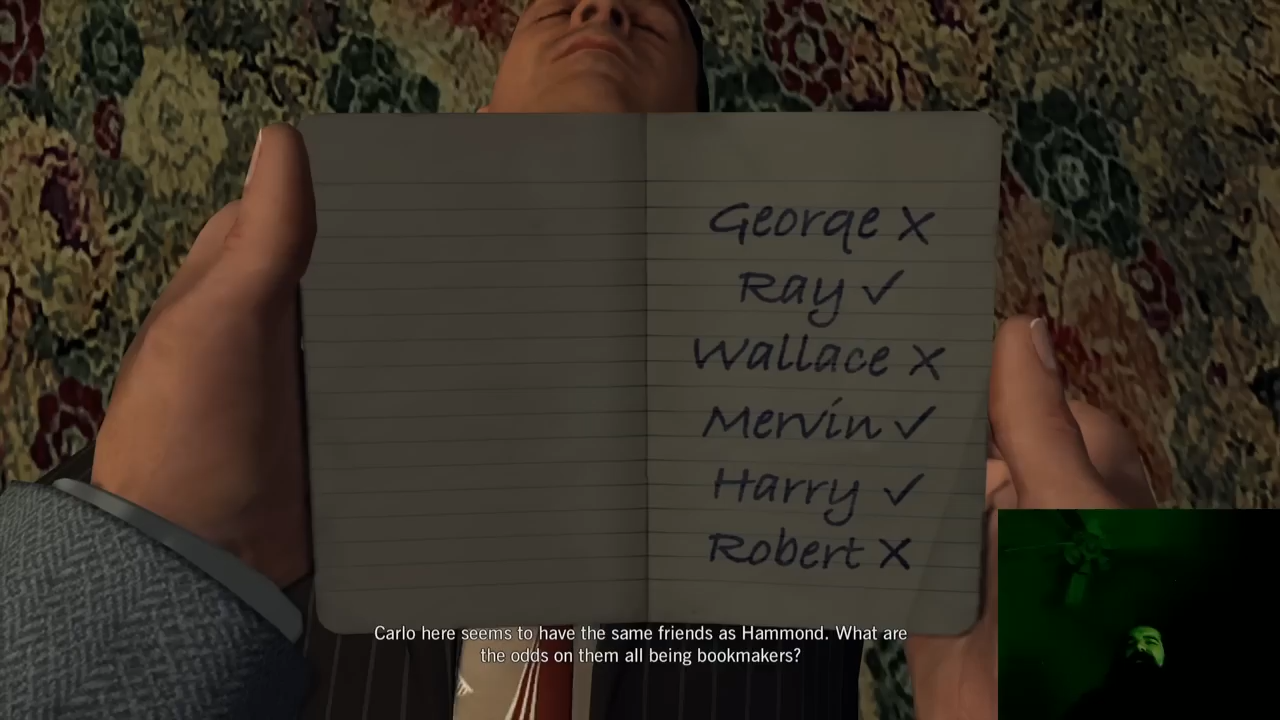 George X
Ray ✓
Wallace X
Mervin ✓
Harry ✓
Robert X
Carlo here seems to have the same friends as Hammond. What are
the odds on them all being bookmakers?